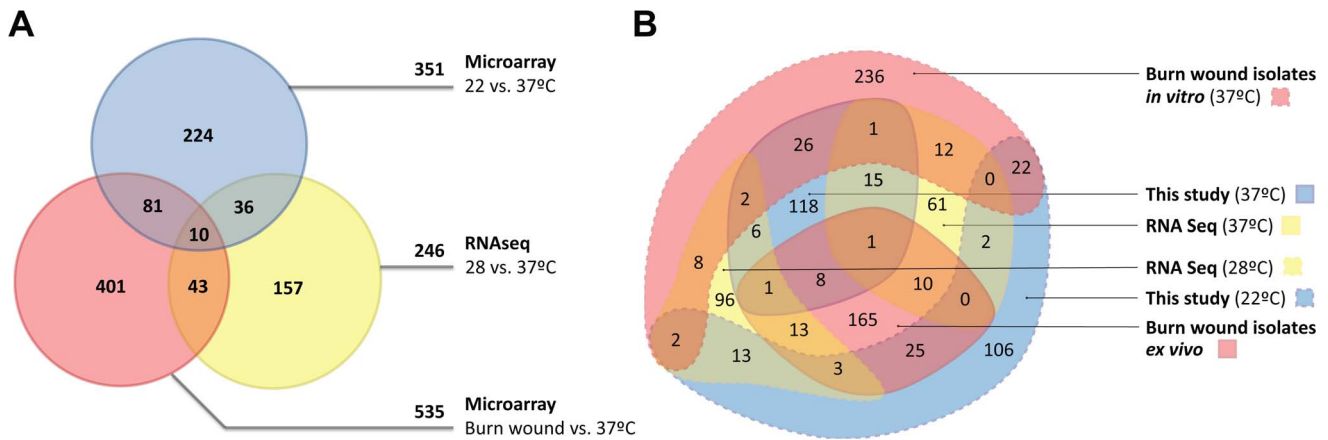 A
351 Microarray
22 vs. 37ºC
224
81
36
10
246 RNAseq
28 vs. 37ºC
401
43
157
535 Microarray
Burn wound vs. 37ºC
B
236
Burn wound isolates
in vitro (37ºC)
1
26
12
22
0
15
2
118
61
This study (37ºC)
6
1
2
RNA Seq (37ºC)
8
RNA Seq (28ºC)
1
8
10
96
0
This study (22ºC)
13
165
Burn wound isolates
ex vivo
2
13
3
25
106